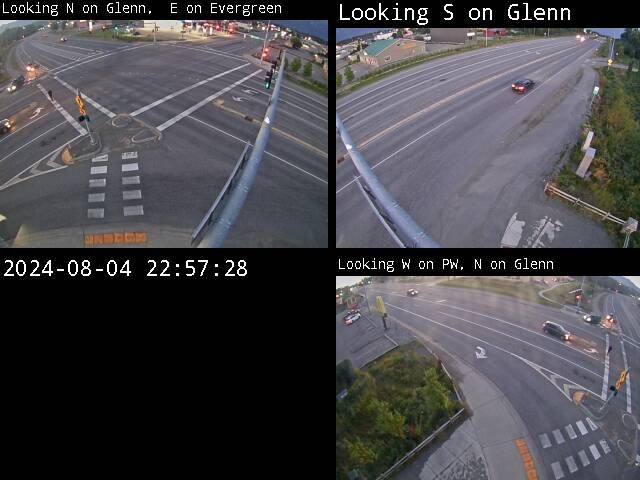 Looking N on Glenn, E on Evergreen
Looking S on Glenn
2024-08-04 22:57:28
Looking W on PW, N on Glenn